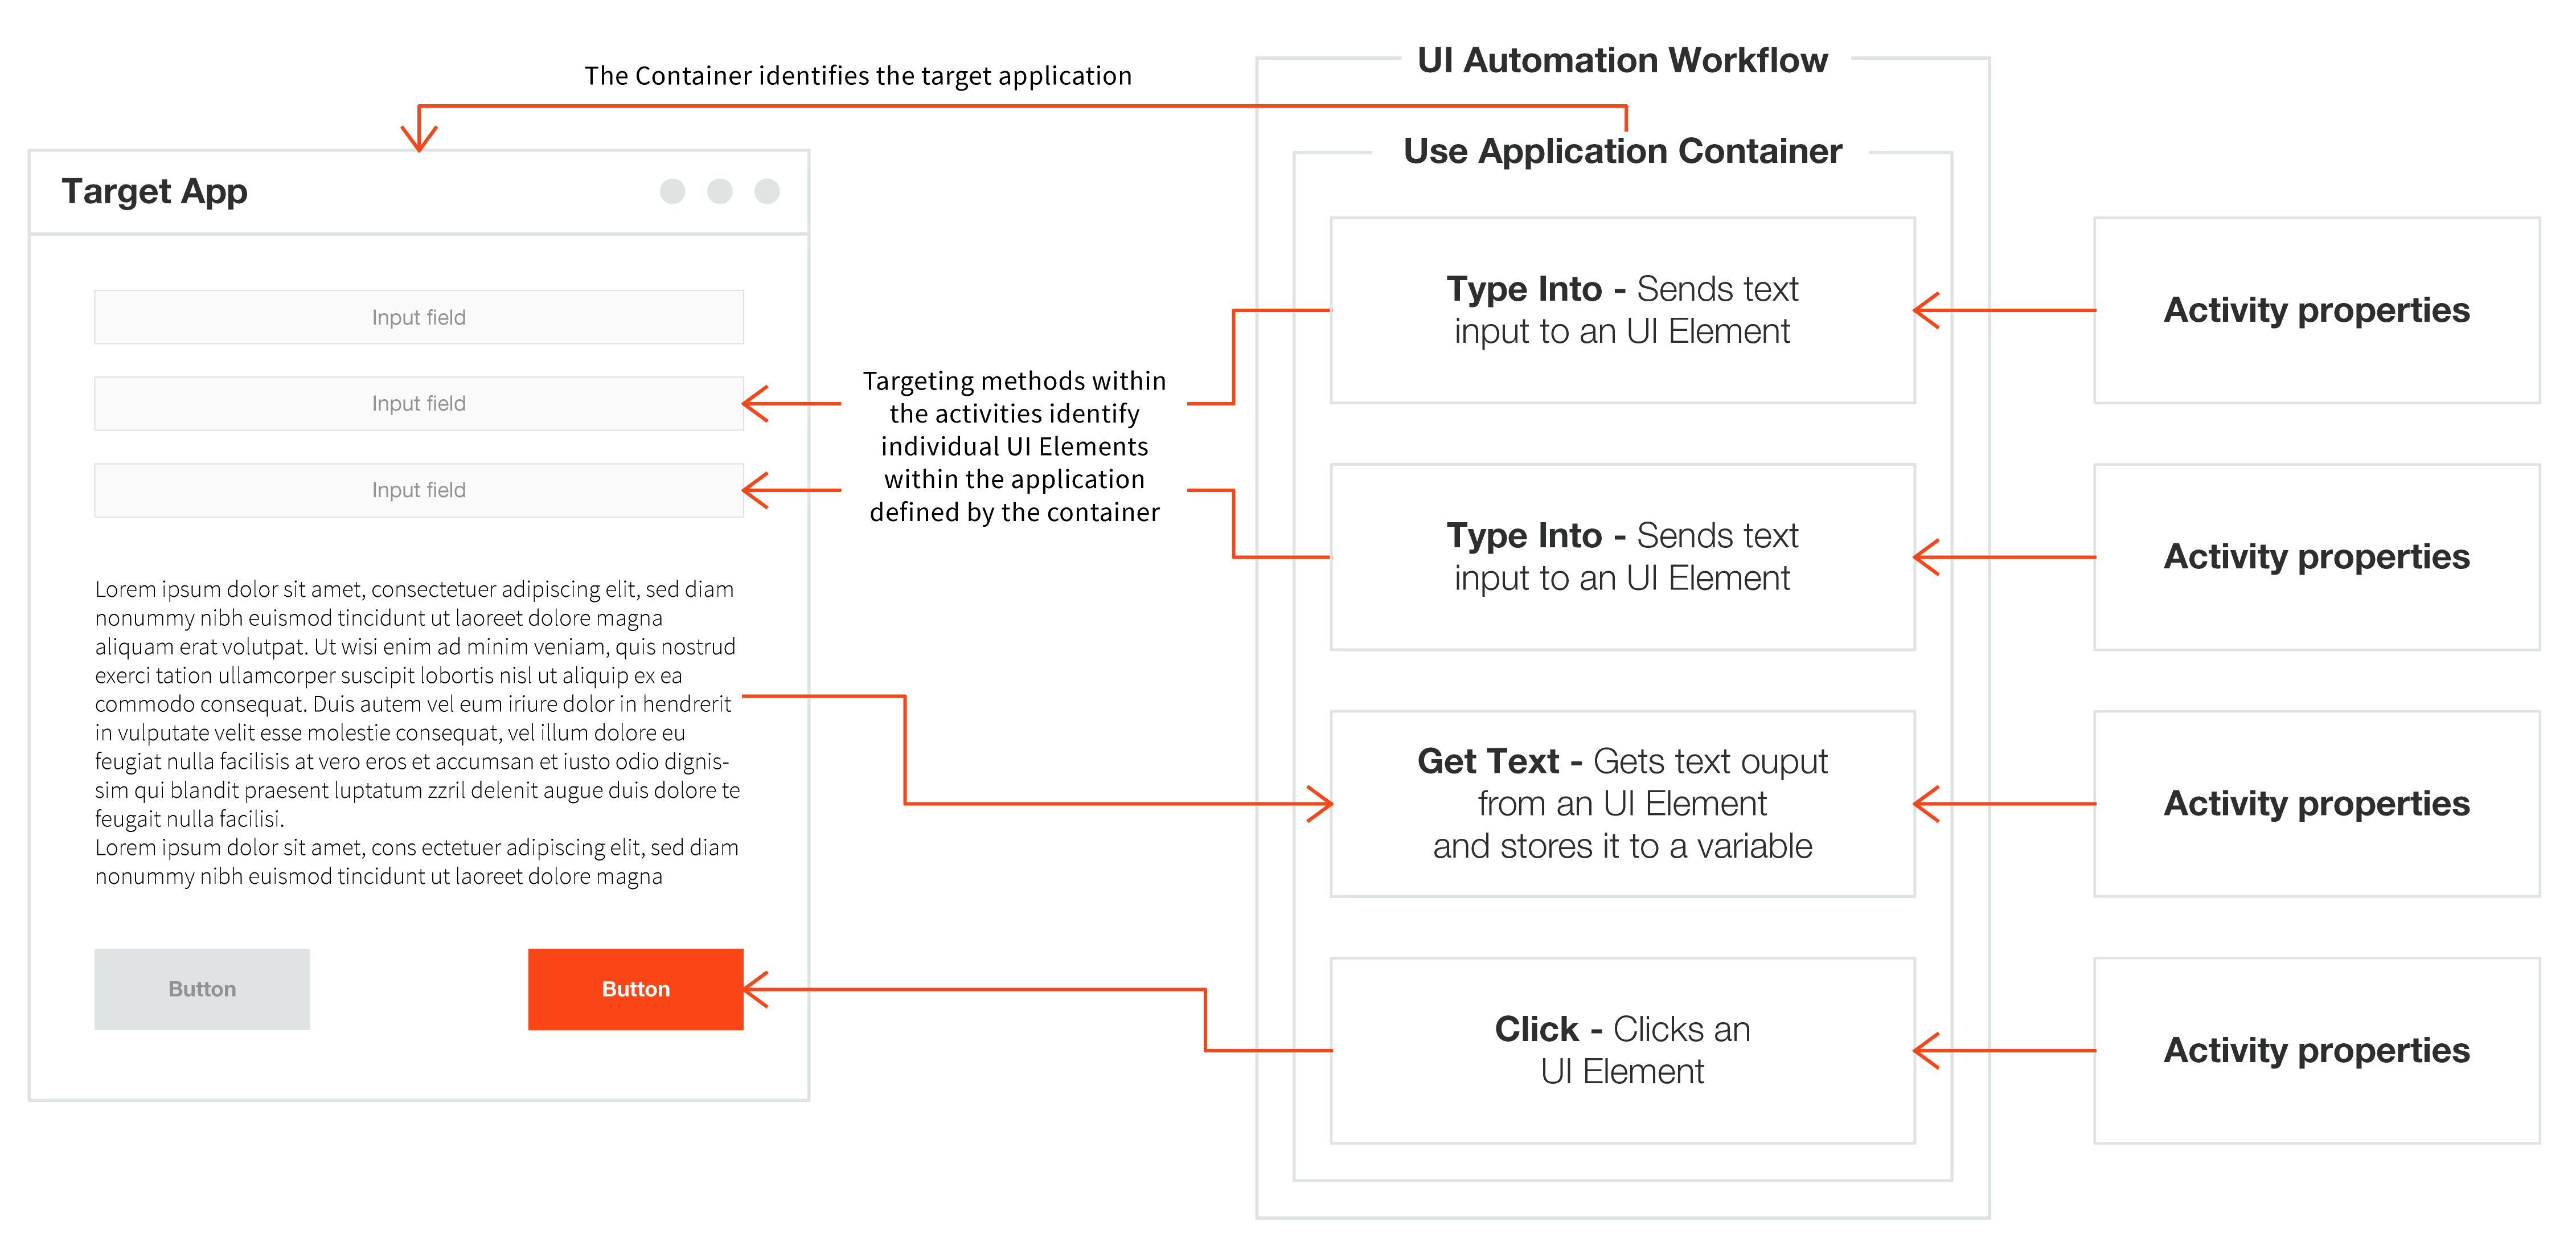 The Container identifies the target application
UI Automation Workflow
Use Application Container
Target App
Input field
Input field
Input field
Targeting methods within
the activities identify
individual UI Elements
within the application
defined by the container
Lorem ipsum dolor sit amet, consectetuer adipiscing elit, sed diam
nonummy nibh euismod tincidunt ut laoreet dolore magna
aliquam erat volutpat. Ut wisi enim ad minim veniam, quis nostrud
exerci tation ullamcorper suscipit lobortis nisl ut aliquip ex ea
commodo consequat. Duis autem vel eum iriure dolor in hendrerit
in vulputate velit esse molestie consequat, vel illum dolore eu
feugiat nulla facilisis at vero eros et accumsan et iusto odio dignis-
sim qui blandit praesent luptatum zzril delenit augue duis dolore te
feugait nulla facilisi.
Lorem ipsum dolor sit amet, cons ectetuer adipiscing elit, sed diam
nonummy nibh euismod tincidunt ut laoreet dolore magna
Button
Button
Type Into - Sends text
input to an UI Element
Activity properties
Type Into - Sends text
input to an UI Element
Activity properties
Get Text - Gets text ouput
from an UI Element
and stores it to a variable
Activity properties
Click - Clicks an
UI Element
Activity properties